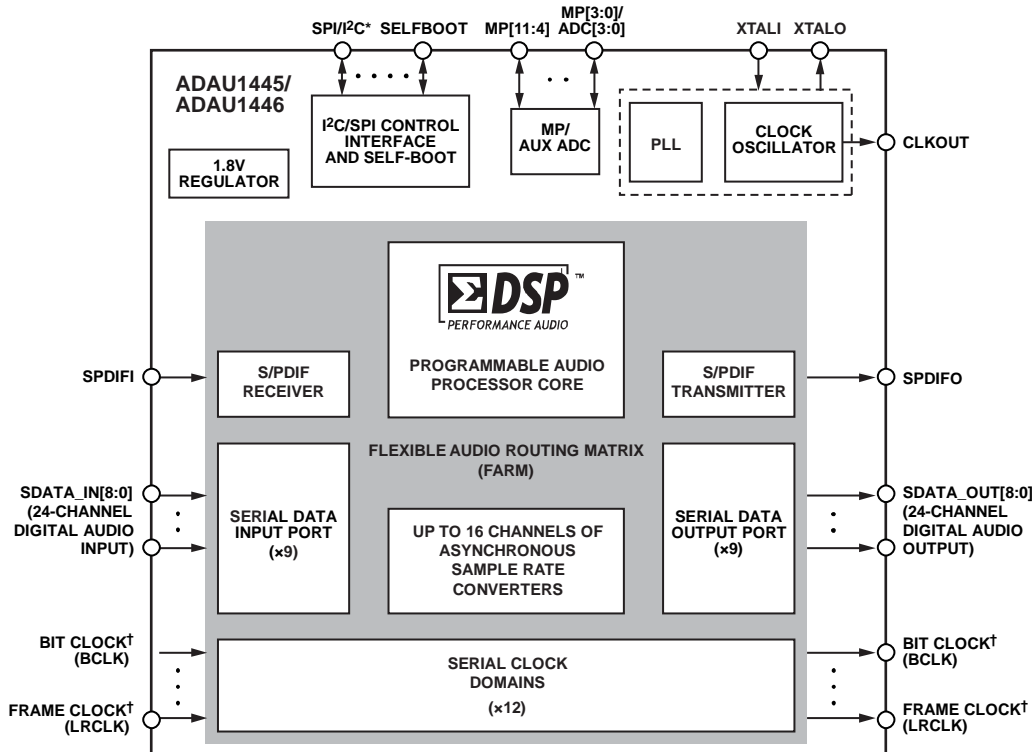 SPI/I²C* SELFBOOT MP[11:4] MP[3:0]/
ADC[3:0] XTALI XTALO
ADAU1445/
ADAU1446
I²C/SPI CONTROL
INTERFACE
AND SELF-BOOT
MP/
AUX ADC
PLL
CLOCK
OSCILLATOR
CLKOUT
1.8V
REGULATOR
ΣDSP™
PERFORMANCE AUDIO
PROGRAMMABLE AUDIO
PROCESSOR CORE
SPDIFI
S/PDIF
RECEIVER
S/PDIF
TRANSMITTER
SPDIFO
FLEXIBLE AUDIO ROUTING MATRIX
(FARM)
SDATA_IN[8:0]
(24-CHANNEL
DIGITAL AUDIO
INPUT)
SERIAL DATA
INPUT PORT
(×9)
UP TO 16 CHANNELS OF
ASYNCHRONOUS
SAMPLE RATE
CONVERTERS
SERIAL DATA
OUTPUT PORT
(×9)
SDATA_OUT[8:0]
(24-CHANNEL
DIGITAL AUDIO
OUTPUT)
BIT CLOCK†
(BCLK)
SERIAL CLOCK
DOMAINS
(×12)
BIT CLOCK†
(BCLK)
FRAME CLOCK†
(LRCLK)
FRAME CLOCK†
(LRCLK)